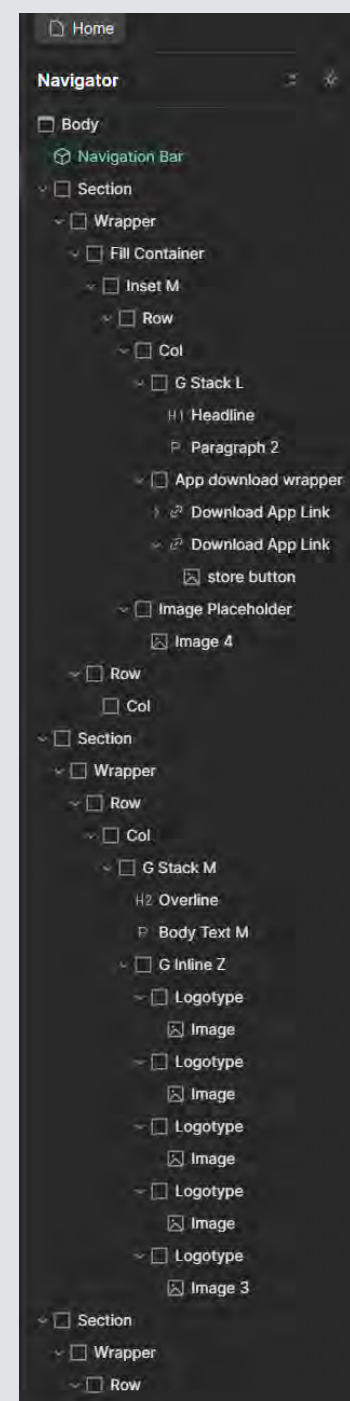 Home
Navigator
Body
Navigation Bar
Section
Wrapper
Fill Container
Inset M
Row
Col
G Stack L
H1 Headline
P Paragraph 2
App download wrapper
Download App Link
Download App Link
store button
Image Placeholder
Image 4
Row
Col
Section
Wrapper
Row
Col
G Stack M
H2 Overline
P Body Text M
G Inline Z
Logotype
Image
Logotype
Image
Logotype
Image
Logotype
Image
Logotype
Image 3
Section
Wrapper
Row